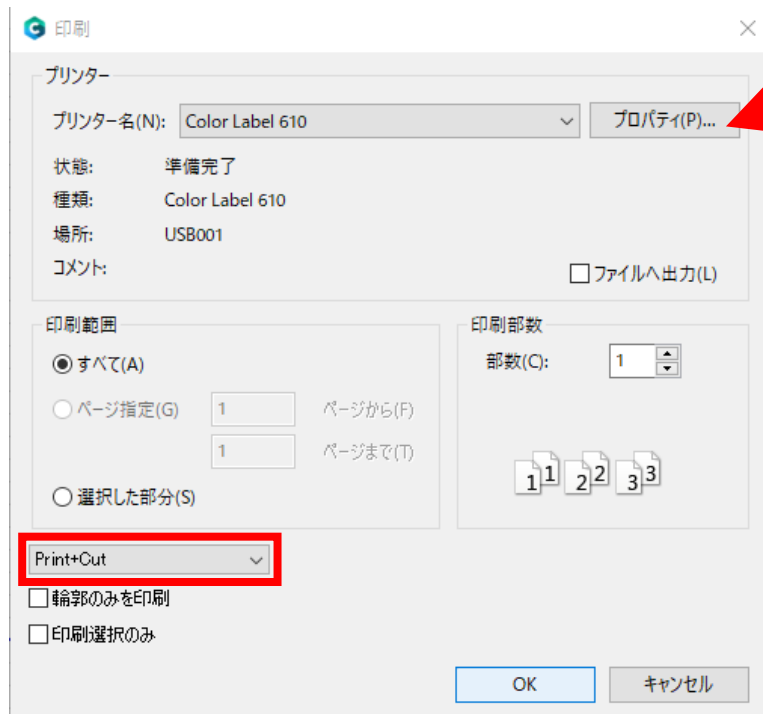 印刷
プリンター
プリンター名(N): Color Label 610 プロパティ(P)...
状態: 準備完了
種類: Color Label 610
場所: USB001
コメント: ファイルへ出力(L)
印刷範囲
すべて(A)
ページ指定(G) 1 ページから(F)
1 ページまで(T)
選択した部分(S)
印刷部数
部数(C): 1
1 1 2 2 3 3
Print+Cut
輪郭のみを印刷
印刷選択のみ
OK キャンセル